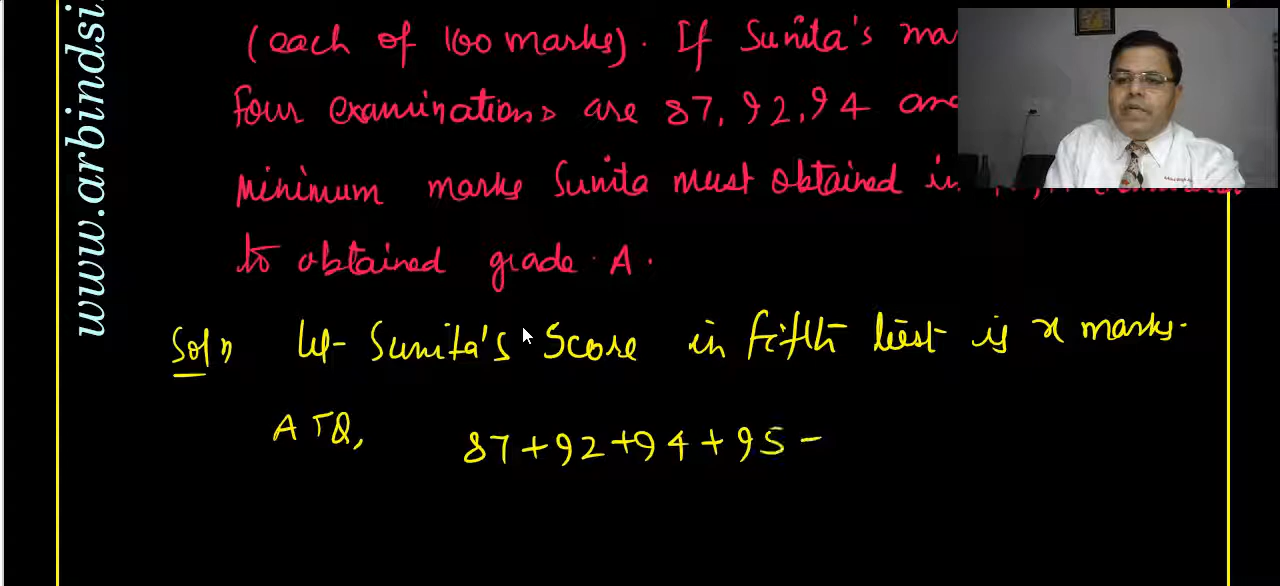 www.arbindsi
(each of 100 marks). If Sunita's ma
four examinations are 87, 92, 94 and
minimum marks Sunita must obtained in
to obtained grade A.
Sol) Let Sunita's Score in fifth test is x marks.
ATQ, 87+92+94+95-